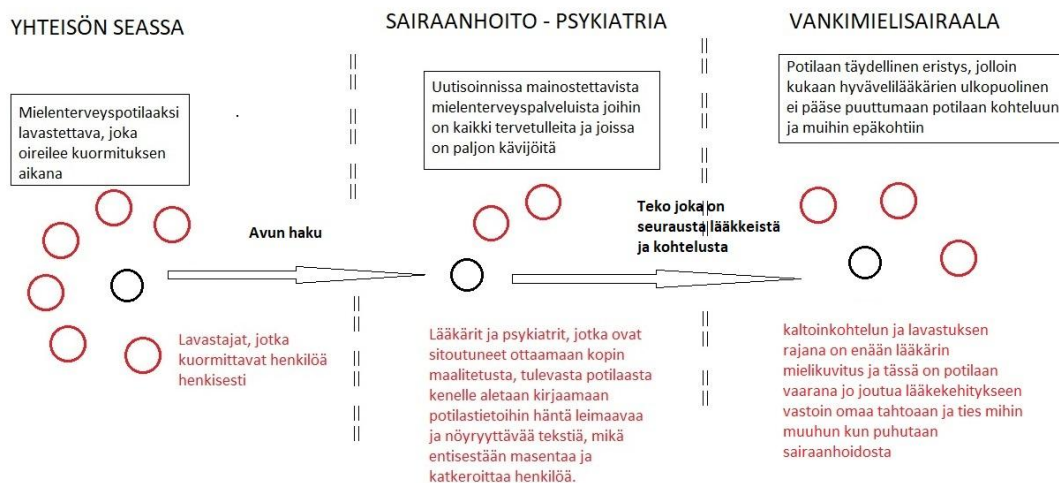 YHTEISÖN SEASSA
SAIRAANHOITO - PSYKIATRIA
VANKIMIELISAIRAALA
Mielenterveyspotilaaksi
lavastettava, joka
oireilee kuormituksen
aikana
Uutisoinnissa mainostettavista
mielenterveyspalveluista joihin
on kaikki tervetulleita ja joissa
on paljon kävijöitä
Potilaan täydellinen eristys, jolloin
kukaan hyvävelilääkärien ulkopuolinen
ei pääse puuttumaan potilaan kohteluun
ja muihin epäkohtiin
Avun haku
Teko joka on
seurausta lääkkeistä
ja kohtelusta
Lavastajat, jotka
kuormittavat henkilöä
henkisesti
Lääkärit ja psykiatrit, jotka ovat
sitoutuneet ottaamaan kopin
maalitetusta, tulevasta potilaasta
kenelle aletaan kirjaamaan
potilastietoihin häntä leimaavaa
ja nöyryyttävää tekstiä, mikä
entisestään masentaa ja
katkeroittaa henkilöä.
kaltoinkohtelun ja lavastuksen
rajana on enään lääkärin
mielikuvitus ja tässä on potilaan
vaarana jo joutua lääkekehitykseen
vastoin omaa tahtoaan ja ties mihin
muuhun kun puhutaan
sairaanhoidosta